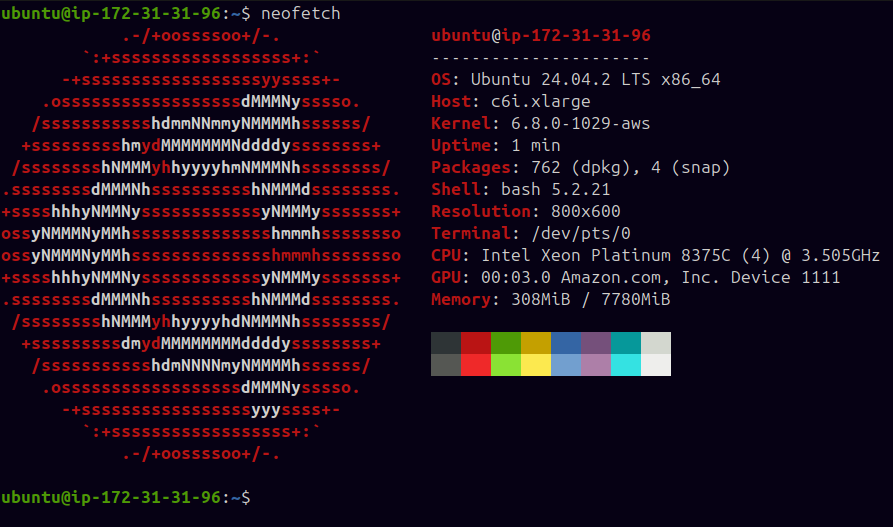 ubuntu@ip-172-31-31-96:~$ neofetch
            .-/+oossssoo+/-.               ubuntu@ip-172-31-31-96
        `:+ssssssssssssssssss+:`           ----------------------
      -+ssssssssssssssssssyyssss+-         OS: Ubuntu 24.04.2 LTS x86_64
    .ossssssssssssssssssdMMMNysssso.       Host: c6i.xlarge
   /ssssssssssshdmmNNmmyNMMMMhssssss/      Kernel: 6.8.0-1029-aws
  +ssssssssshmydMMMMMMMNddddyssssssss+     Uptime: 1 min
 /sssssssshNMMMyhhyyyyhmNMMMNhssssssss/    Packages: 762 (dpkg), 4 (snap)
.ssssssssdMMMNhsssssssssshNMMMdssssssss.   Shell: bash 5.2.21
+sssshhhyNMMNyssssssssssssyNMMMysssssss+   Resolution: 800x600
ossyNMMMNyMMhsssssssssssssshmmmhssssssso   Terminal: /dev/pts/0
ossyNMMMNyMMhsssssssssssssshmmmhssssssso   CPU: Intel Xeon Platinum 8375C (4) @ 3.505GHz
+sssshhhyNMMNyssssssssssssyNMMMysssssss+   GPU: 00:03.0 Amazon.com, Inc. Device 1111
.ssssssssdMMMNhsssssssssshNMMMdssssssss.   Memory: 308MiB / 7780MiB
 /sssssssshNMMMyhhyyyyhdNMMMNhssssssss/
  +sssssssssdmydMMMMMMMMddddyssssssss+
   /ssssssssssshdmNNNNmyNMMMMhssssss/
    .ossssssssssssssssssdMMMNysssso.
      -+sssssssssssssssssyyyssss+-
        `:+ssssssssssssssssss+:`
            .-/+oossssoo+/-.
ubuntu@ip-172-31-31-96:~$